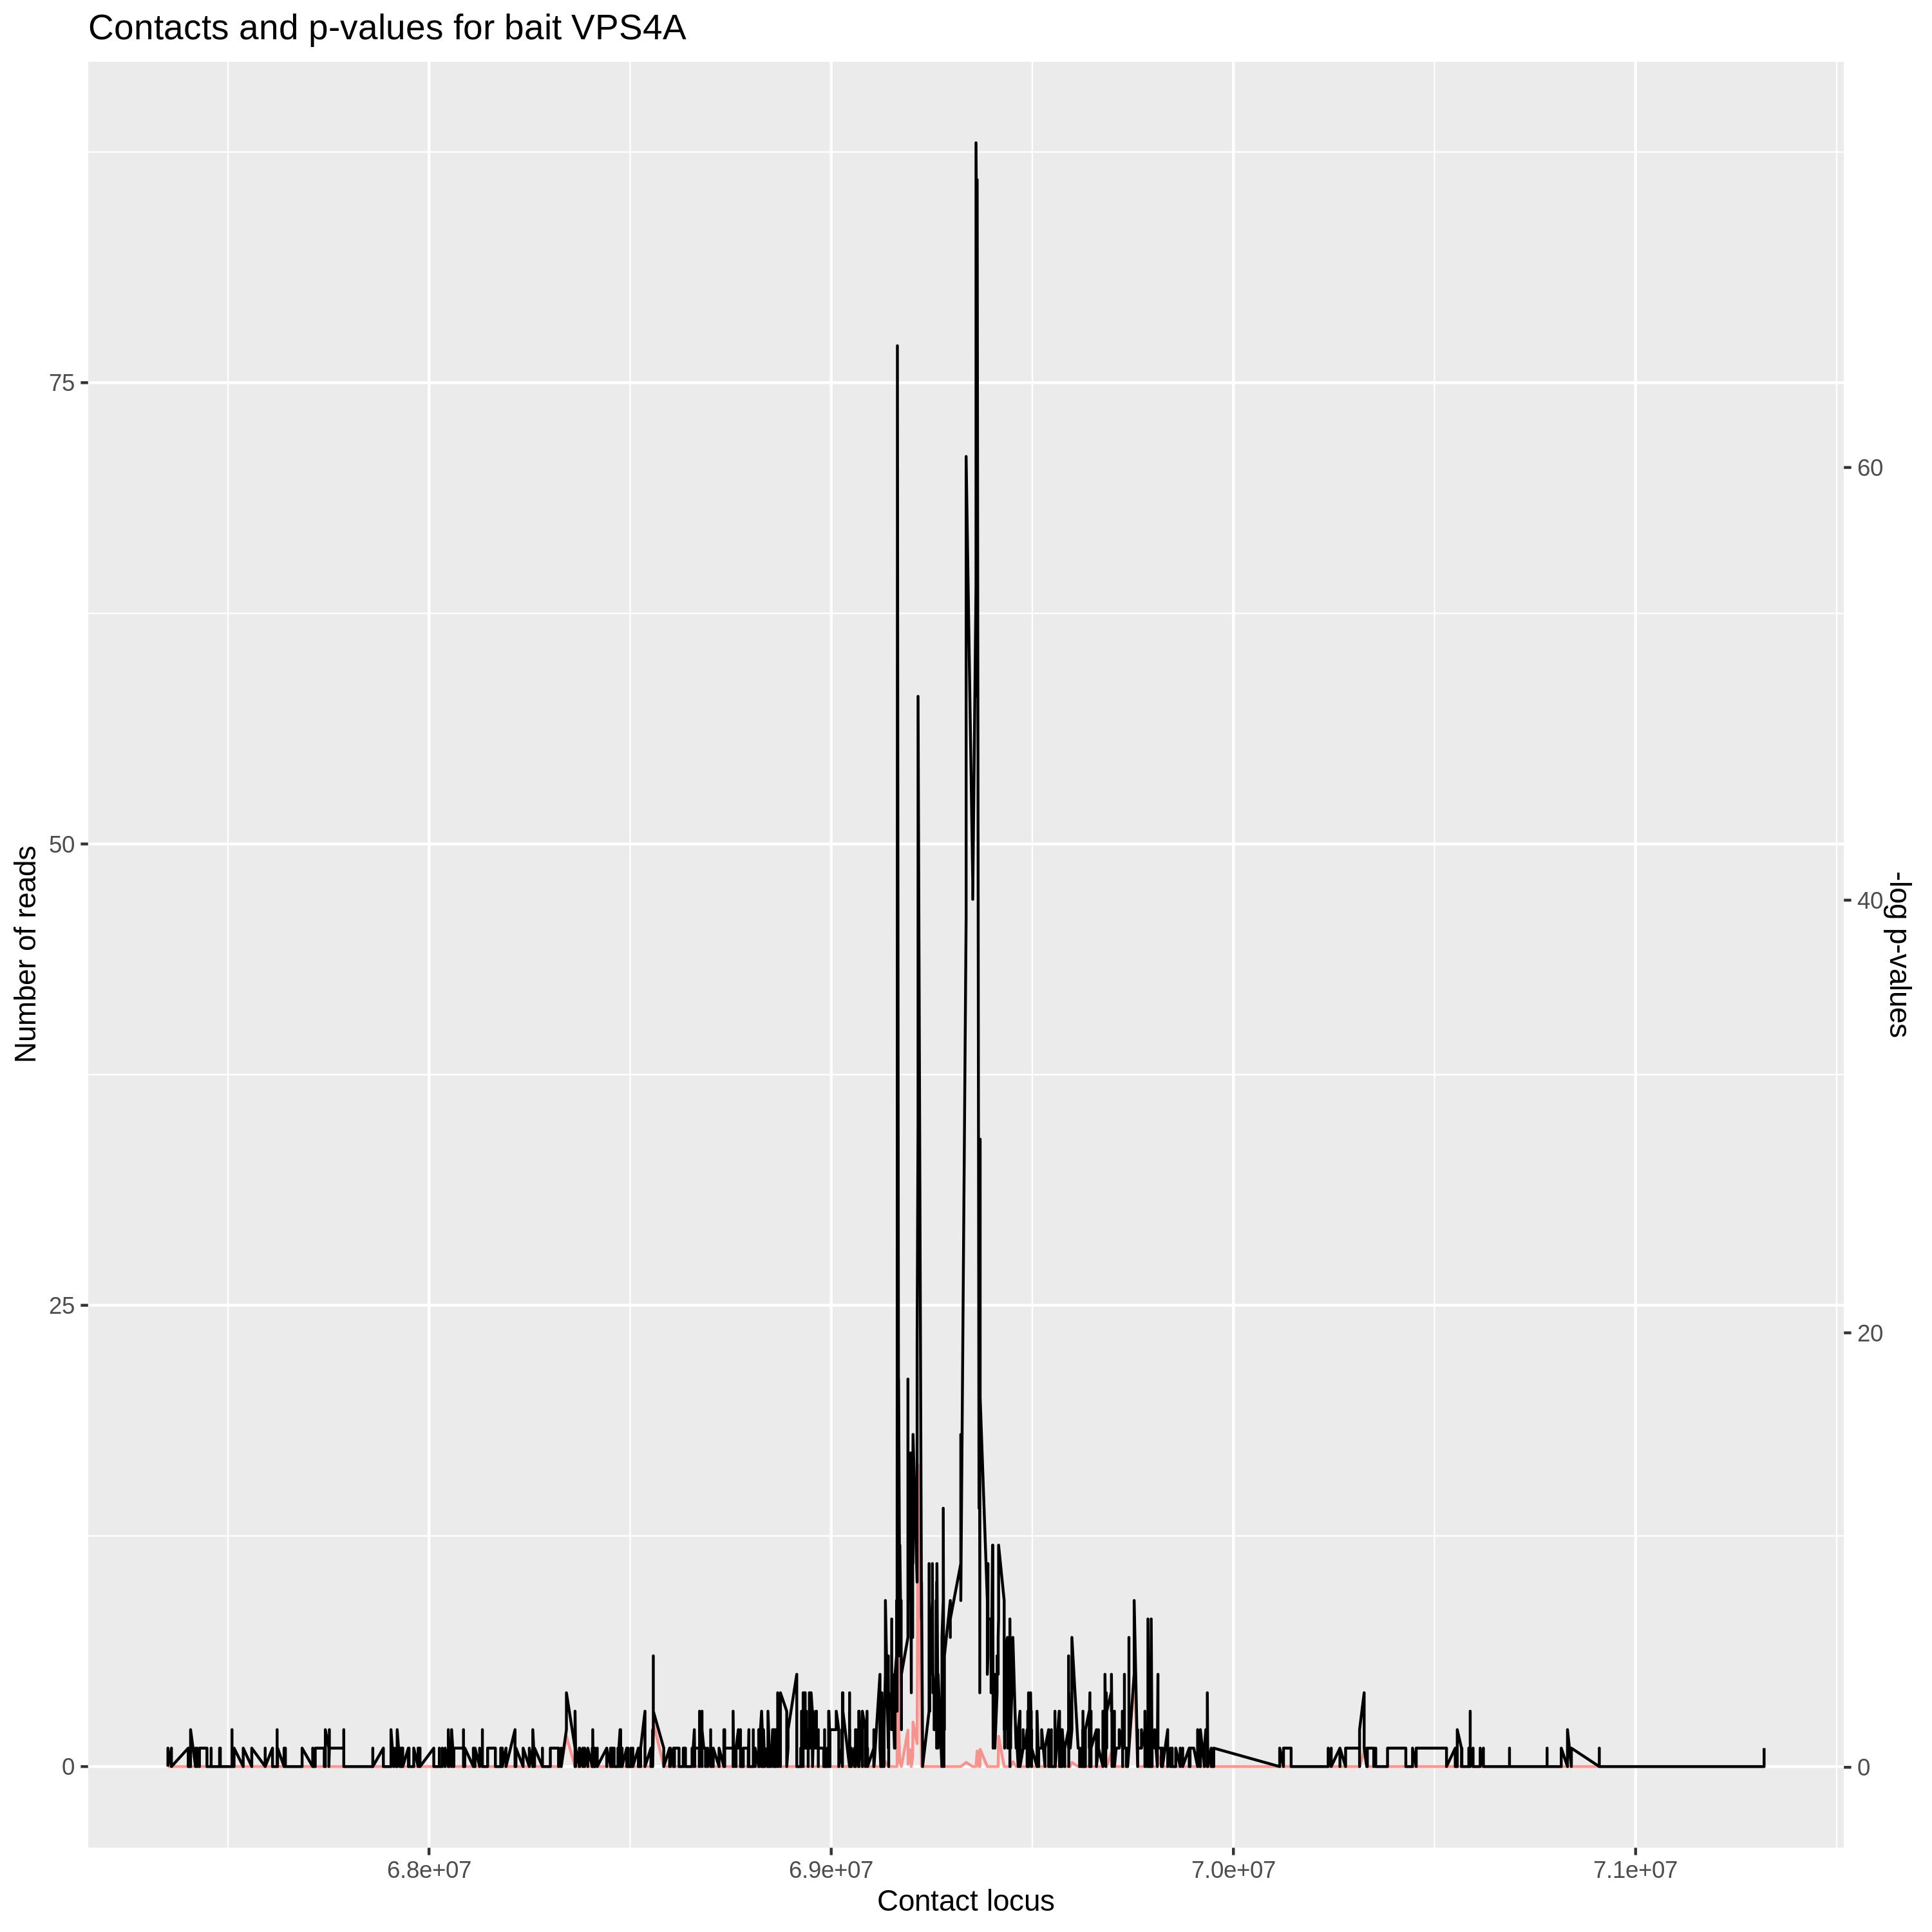 Contacts and p-values for bait VPS4A
Number of reads
75
50
25
0
60
40
20
0
-log p-values
6.8e+07
6.9e+07
7.0e+07
7.1e+07
Contact locus